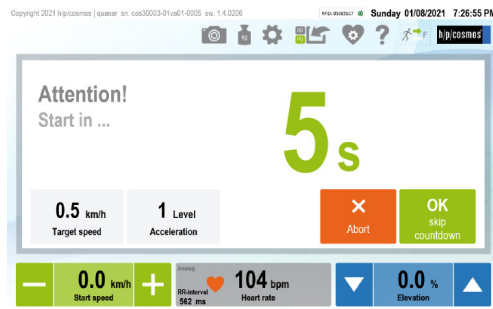 Copyright 2021 h/p/cosmos | quasar sn. cos30003-01va01-0005 sw. 1.4.0206
Sunday 01/08/2021 7:26:55 PM
kg
? F h/p/cosmos
Attention!
Start in ...
5 s
0.5 km/h
Target speed
1 Level
Acceleration
Abort
OK
skip
countdown
0.0 km/h
Start speed
Analog
RR-interval
562 ms
104 bpm
Heart rate
0.0 %
Elevation